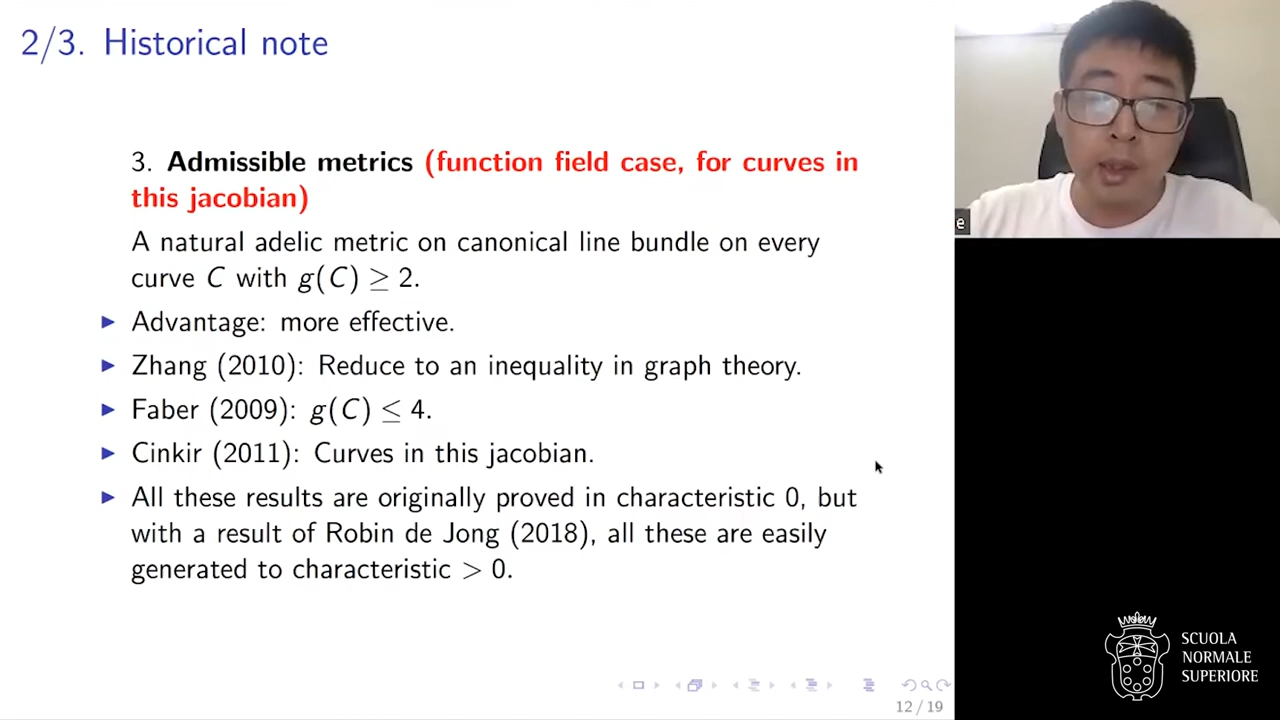 2/3. Historical note
3. Admissible metrics (function field case, for curves in
this jacobian)
A natural adelic metric on canonical line bundle on every
curve C with g(C) ≥ 2.
▶ Advantage: more effective.
▶ Zhang (2010): Reduce to an inequality in graph theory.
▶ Faber (2009): g(C) ≤ 4.
▶ Cinkir (2011): Curves in this jacobian.
▶ All these results are originally proved in characteristic 0, but
with a result of Robin de Jong (2018), all these are easily
generated to characteristic > 0.
12 / 19
e
SCUOLA
NORMALE
SUPERIORE